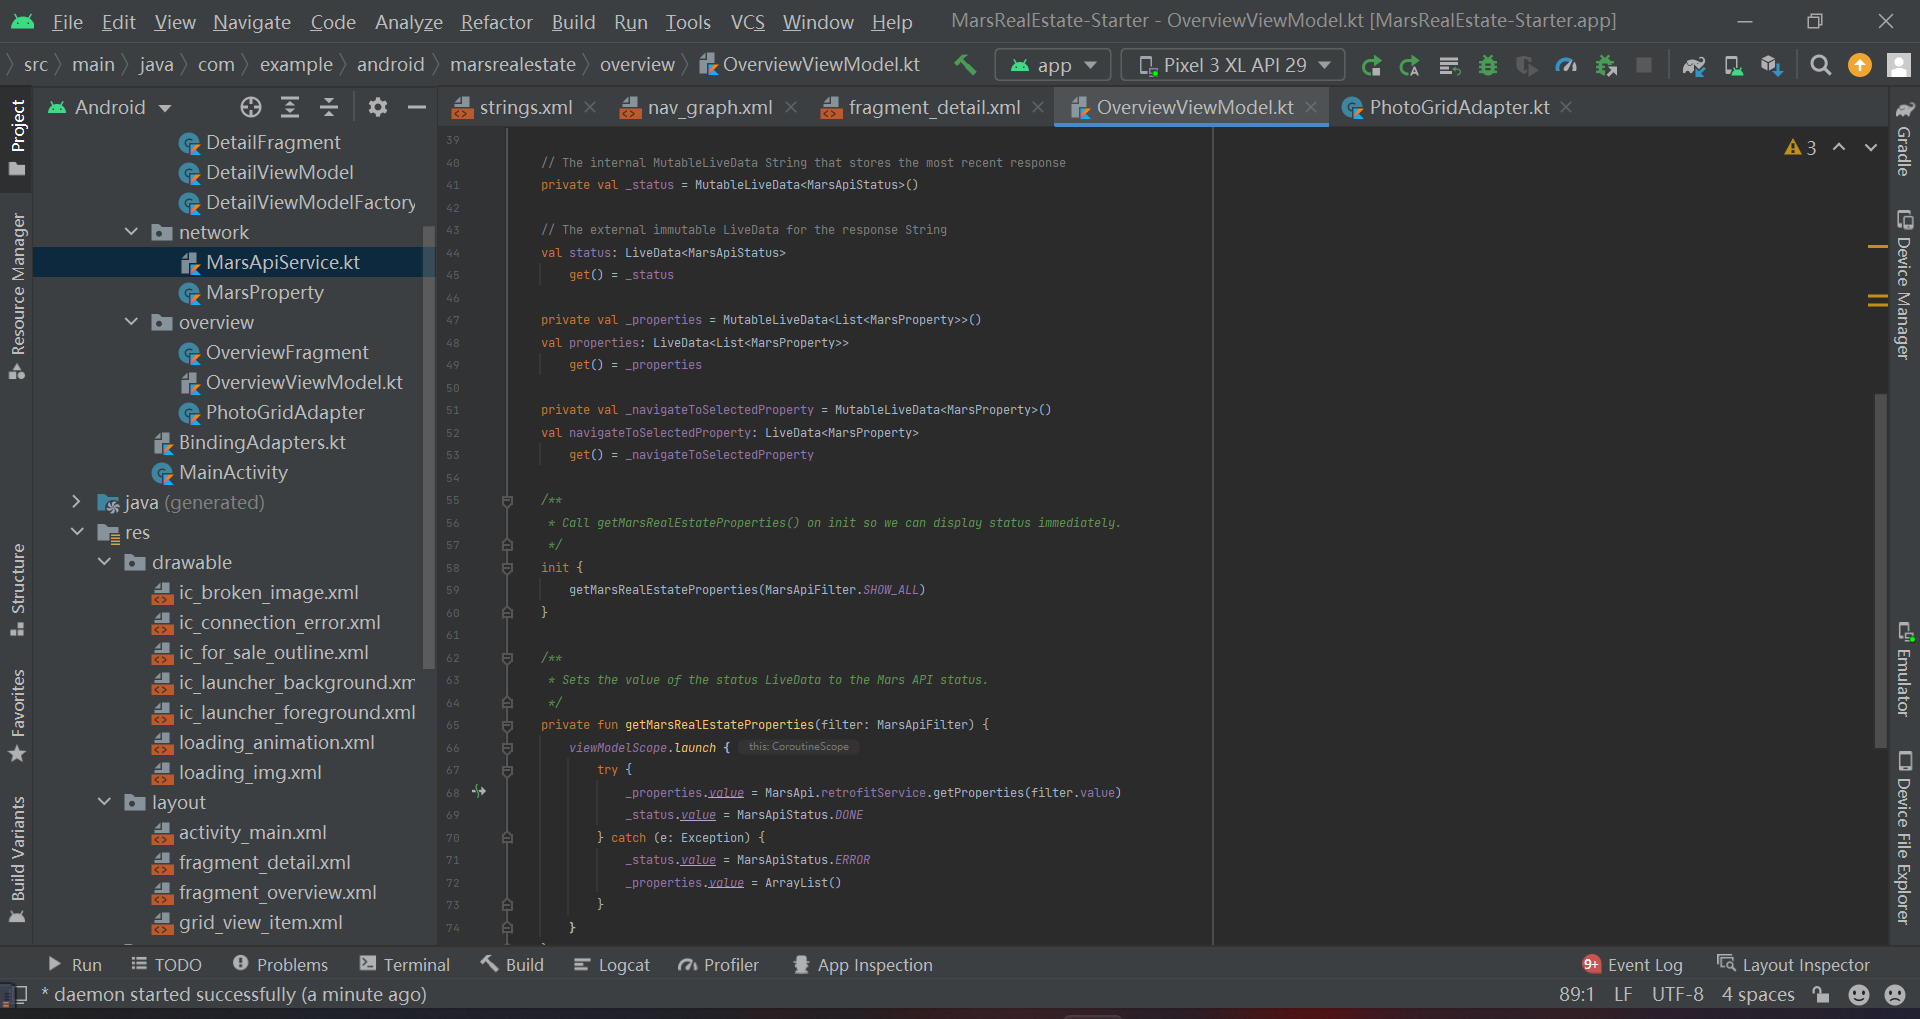 File Edit View Navigate Code Analyze Refactor Build Run Tools VCS Window Help MarsRealEstate-Starter - OverviewViewModel.kt [MarsRealEstate-Starter.app]
src main java com example android marsrealestate overview OverviewViewModel.kt app Pixel 3 XL API 29
Android
strings.xml nav_graph.xml fragment_detail.xml OverviewViewModel.kt PhotoGridAdapter.kt
Project
Resource Manager
Structure
Favorites
Build Variants
DetailFragment
DetailViewModel
DetailViewModelFactory
network
MarsApiService.kt
MarsProperty
overview
OverviewFragment
OverviewViewModel.kt
PhotoGridAdapter
BindingAdapters.kt
MainActivity
java (generated)
res
drawable
ic_broken_image.xml
ic_connection_error.xml
ic_for_sale_outline.xml
ic_launcher_background.xm
ic_launcher_foreground.xml
loading_animation.xml
loading_img.xml
layout
activity_main.xml
fragment_detail.xml
fragment_overview.xml
grid_view_item.xml
39
40 // The internal MutableLiveData String that stores the most recent response
41 private val _status = MutableLiveData<MarsApiStatus>()
42
43 // The external immutable LiveData for the response String
44 val status: LiveData<MarsApiStatus>
45 get() = _status
46
47 private val _properties = MutableLiveData<List<MarsProperty>>()
48 val properties: LiveData<List<MarsProperty>>
49 get() = _properties
50
51 private val _navigateToSelectedProperty = MutableLiveData<MarsProperty>()
52 val navigateToSelectedProperty: LiveData<MarsProperty>
53 get() = _navigateToSelectedProperty
54
55 /**
56 * Call getMarsRealEstateProperties() on init so we can display status immediately.
57 */
58 init {
59 getMarsRealEstateProperties(MarsApiFilter.SHOW_ALL)
60 }
61
62 /**
63 * Sets the value of the status LiveData to the Mars API status.
64 */
65 private fun getMarsRealEstateProperties(filter: MarsApiFilter) {
66 viewModelScope.launch { this: CoroutineScope
67 try {
68 _properties.value = MarsApi.retrofitService.getProperties(filter.value)
69 _status.value = MarsApiStatus.DONE
70 } catch (e: Exception) {
71 _status.value = MarsApiStatus.ERROR
72 _properties.value = ArrayList()
73 }
74 }
3
Gradle
Device Manager
Emulator
Device File Explorer
Run TODO Problems Terminal Build Logcat Profiler App Inspection 9+ Event Log Layout Inspector
* daemon started successfully (a minute ago) 89:1 LF UTF-8 4 spaces